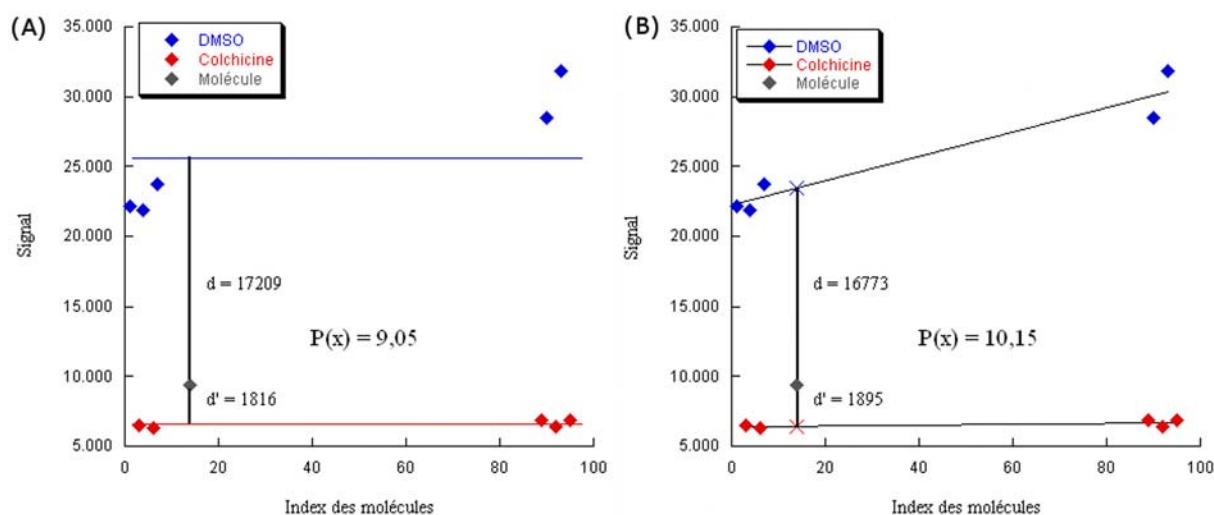 (A)
35.000
30.000
25.000
20.000
15.000
10.000
5.000
Signal
DMSO
Colchicine
Molécule
d = 17209
P(x) = 9,05
d' = 1816
0 20 40 60 80 100
Index des molécules
(B)
35.000
30.000
25.000
20.000
15.000
10.000
5.000
Signal
DMSO
Colchicine
Molécule
d = 16773
P(x) = 10,15
d' = 1895
0 20 40 60 80 100
Index des molécules